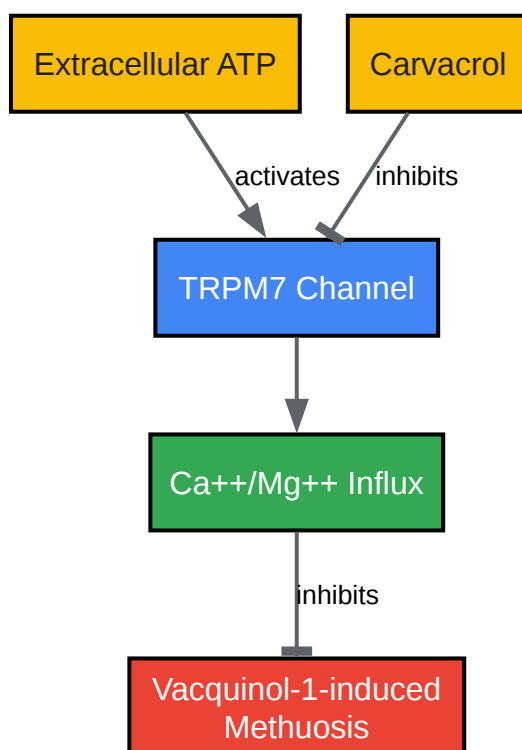 Extracellular ATP
Carvacrol
activates
inhibits
TRPM7 Channel
Ca++/Mg++ Influx
inhibits
Vacquinol-1-induced
Methuosis